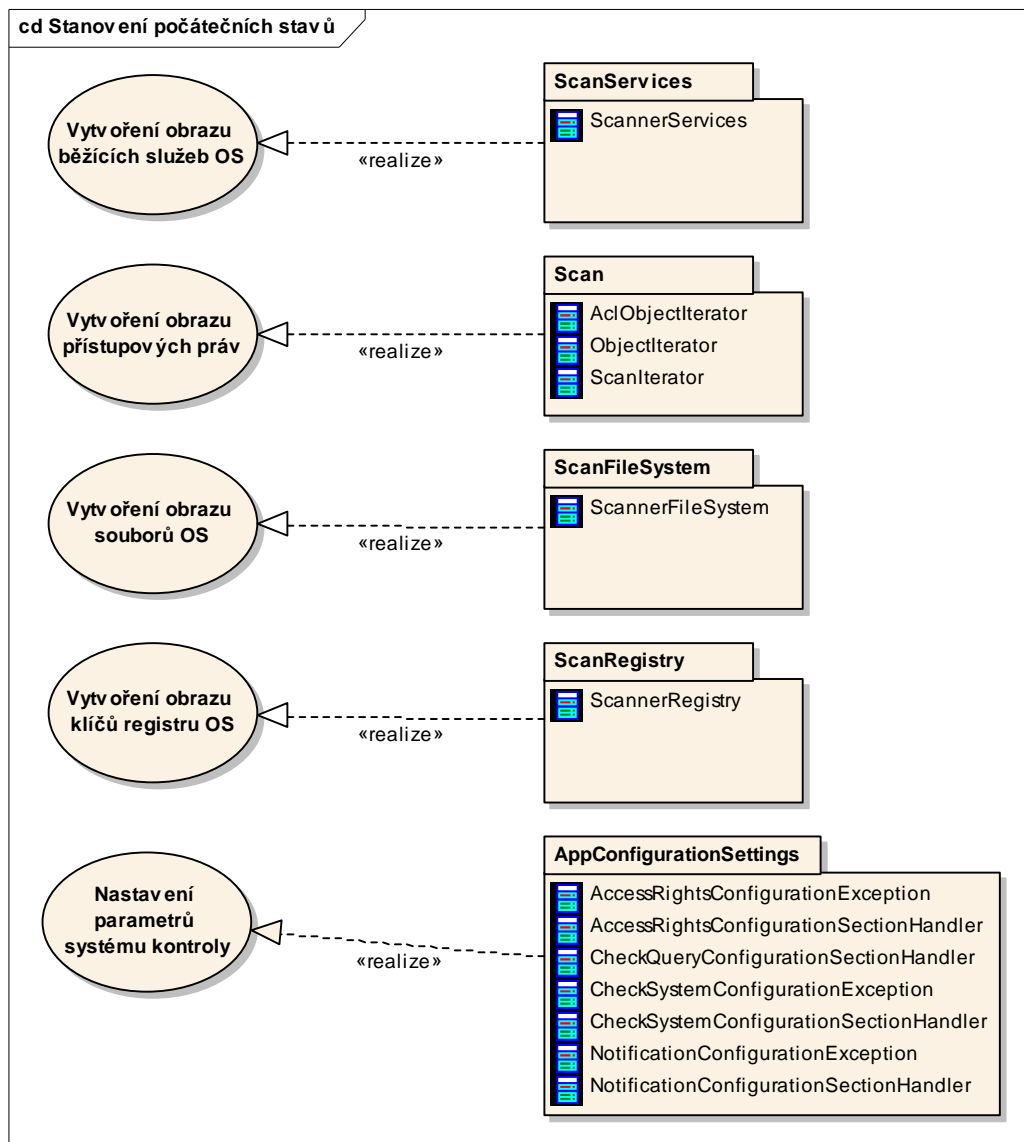 cd Stanovení počátečních stavů
Vytvoření obrazu
běžících služeb OS
«realize»
ScanServices
ScannerServices
Vytvoření obrazu
přístupových práv
«realize»
Scan
AclObjectIterator
ObjectIterator
ScanIterator
Vytvoření obrazu
souborů OS
«realize»
ScanFileSystem
ScannerFileSystem
Vytvoření obrazu
klíčů registru OS
«realize»
ScanRegistry
ScannerRegistry
Nastavení
parametrů
systému kontroly
«realize»
AppConfigurationSettings
AccessRightsConfigurationException
AccessRightsConfigurationSectionHandler
CheckQueryConfigurationSectionHandler
CheckSystemConfigurationException
CheckSystemConfigurationSectionHandler
NotificationConfigurationException
NotificationConfigurationSectionHandler